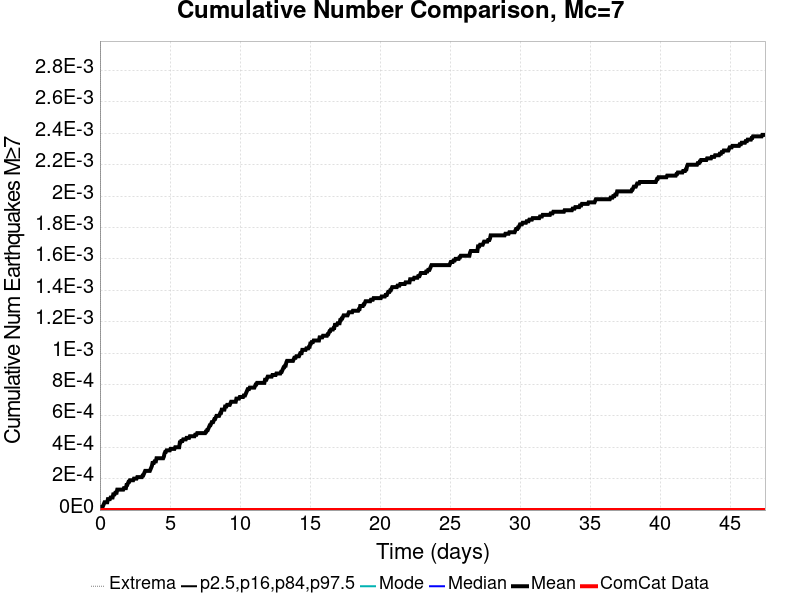 Cumulative Number Comparison, Mc=7
Cumulative Num Earthquakes M≥7
2.8E-3
2.6E-3
2.4E-3
2.2E-3
2E-3
1.8E-3
1.6E-3
1.4E-3
1.2E-3
1E-3
8E-4
6E-4
4E-4
2E-4
0E0
0 5 10 15 20 25 30 35 40 45
Time (days)
Extrema p2.5,p16,p84,p97.5 Mode Median Mean ComCat Data